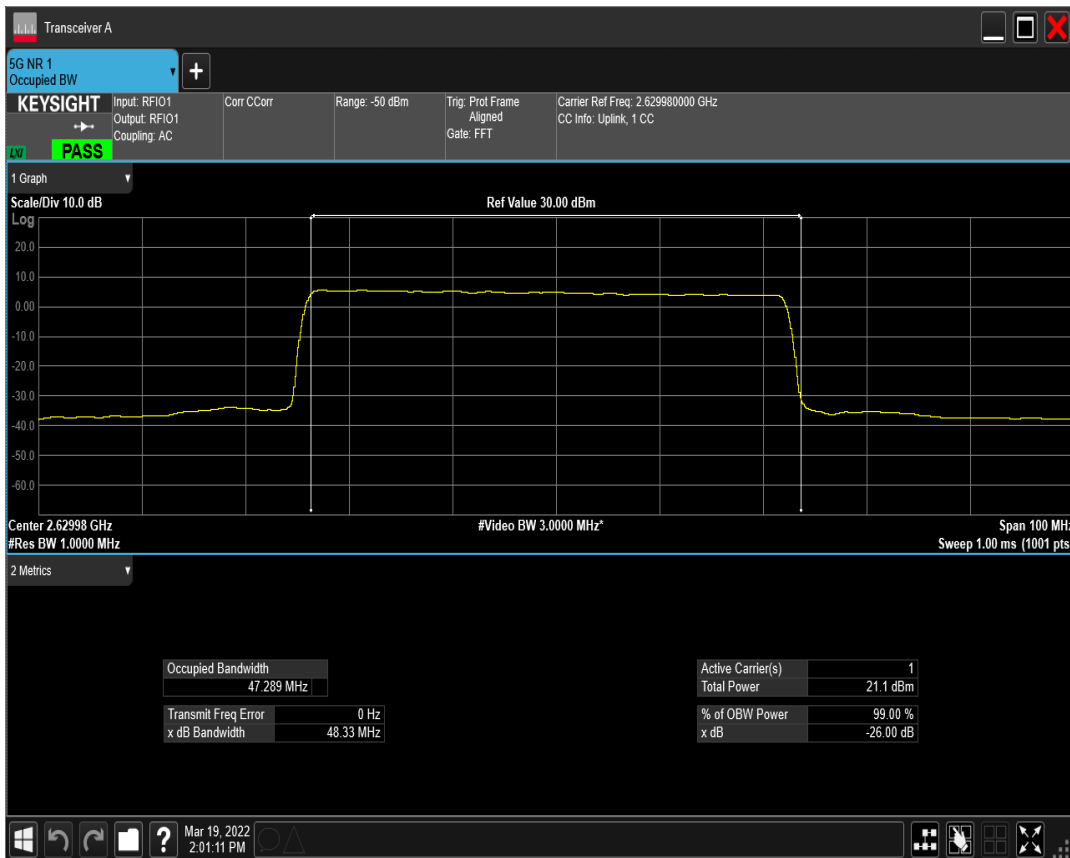 Transceiver A
5G NR 1
Occupied BW
+
KEYSIGHT
LXI
PASS
Input: RFIO1
Output: RFIO1
Coupling: AC
Corr CCorr
Range: -50 dBm
Trig: Prot Frame
Aligned
Gate: FFT
Carrier Ref Freq: 2.629980000 GHz
CC Info: Uplink, 1 CC
1 Graph
Scale/Div 10.0 dB
Ref Value 30.00 dBm
Log
20.0
10.0
0.00
-10.0
-20.0
-30.0
-40.0
-50.0
-60.0
Center 2.62998 GHz
#Video BW 3.0000 MHz*
Span 100 MHz
#Res BW 1.0000 MHz
Sweep 1.00 ms (1001 pts
2 Metrics
Occupied Bandwidth
47.289 MHz
Transmit Freq Error 0 Hz
x dB Bandwidth 48.33 MHz
Active Carrier(s) 1
Total Power 21.1 dBm
% of OBW Power 99.00 %
x dB -26.00 dB
?
Mar 19, 2022
2:01:11 PM